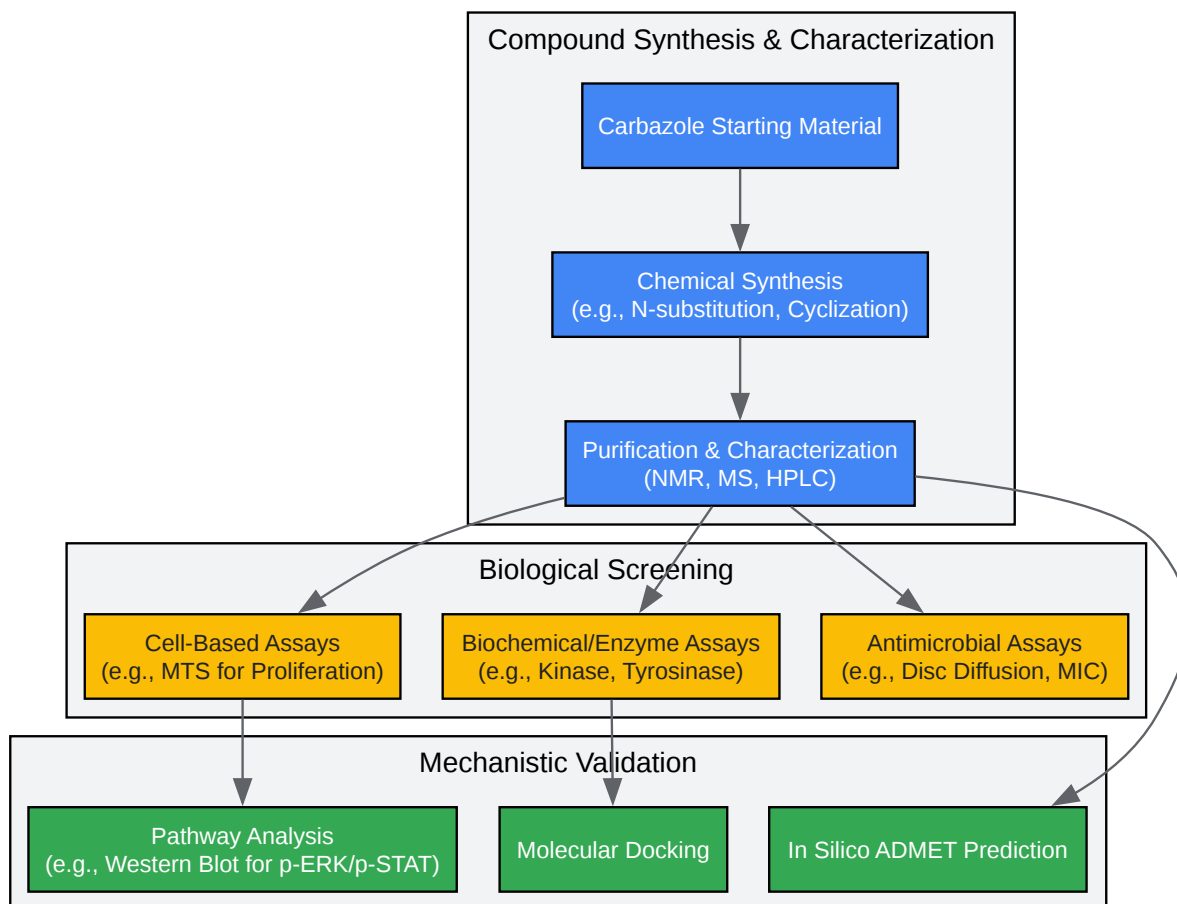 Compound Synthesis & Characterization
Carbazole Starting Material
Chemical Synthesis
(e.g., N-substitution, Cyclization)
Purification & Characterization
(NMR, MS, HPLC)
Biological Screening
Cell-Based Assays
(e.g., MTS for Proliferation)
Biochemical/Enzyme Assays
(e.g., Kinase, Tyrosinase)
Antimicrobial Assays
(e.g., Disc Diffusion, MIC)
Mechanistic Validation
Pathway Analysis
(e.g., Western Blot for p-ERK/p-STAT)
Molecular Docking
In Silico ADMET Prediction